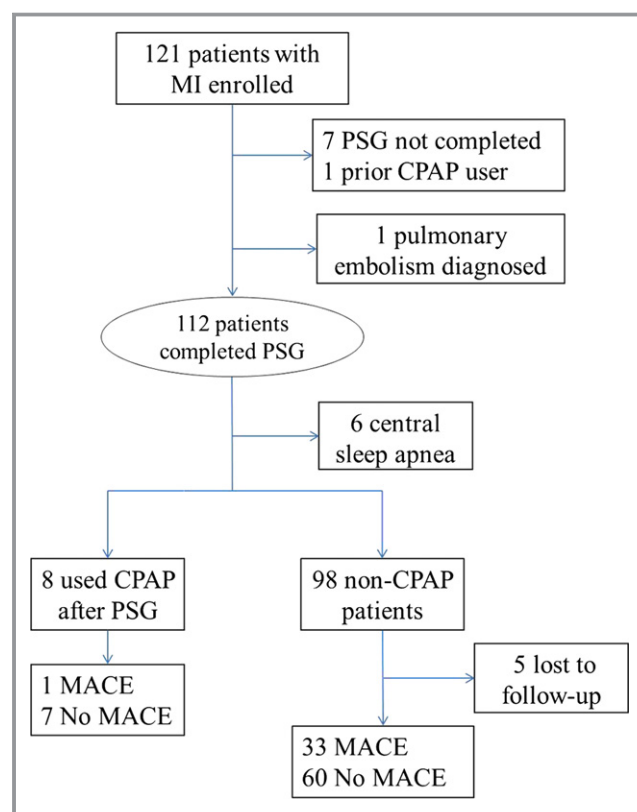 121 patients with
MI enrolled
7 PSG not completed
1 prior CPAP user
1 pulmonary
embolism diagnosed
112 patients
completed PSG
6 central
sleep apnea
8 used CPAP
after PSG
98 non-CPAP
patients
1 MACE
7 No MACE
5 lost to
follow-up
33 MACE
60 No MACE